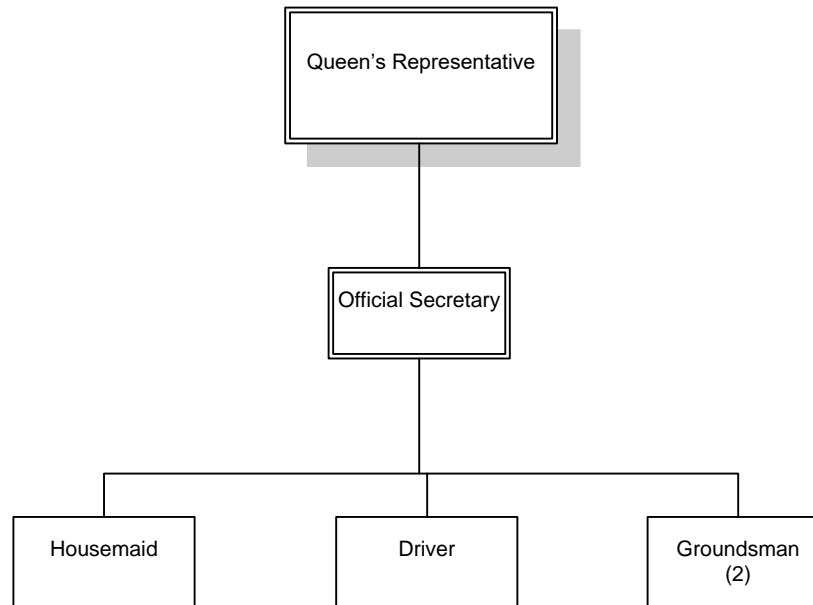 Queen’s Representative
Official Secretary
Housemaid
Driver
Groundsman
(2)